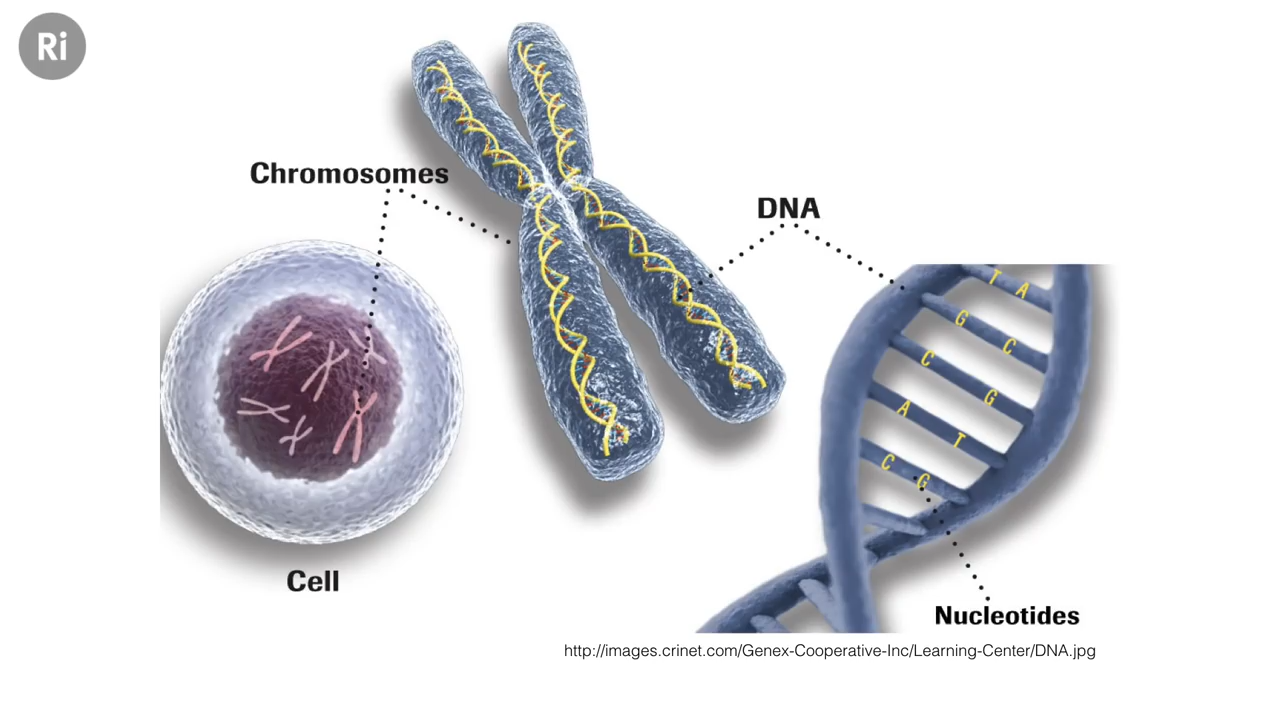 Ri
Chromosomes
DNA
T A
G C
C G
A T
C G
Cell
Nucleotides
http://images.crinet.com/Genex-Cooperative-Inc/Learning-Center/DNA.jpg